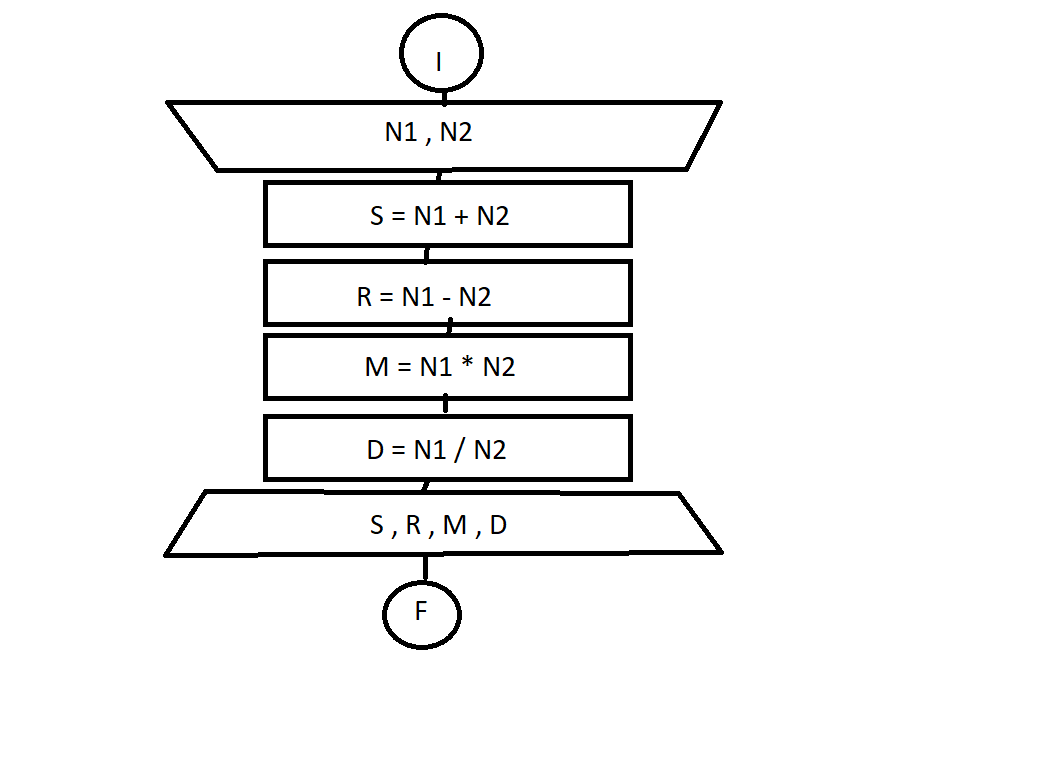 I
N1 , N2
S = N1 + N2
R = N1 - N2
M = N1 * N2
D = N1 / N2
S , R , M , D
F